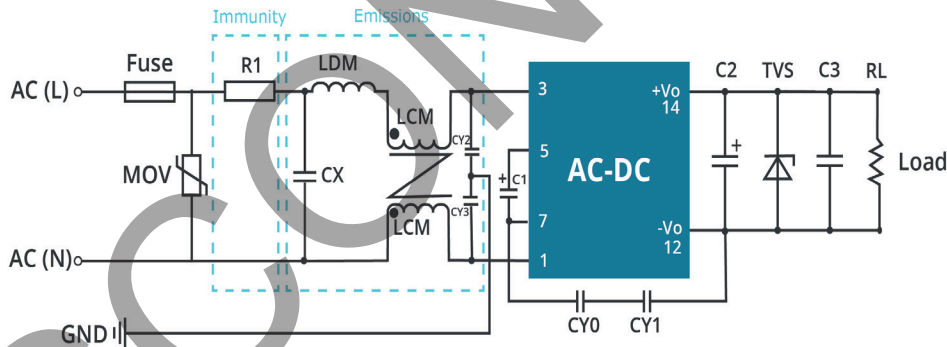 Immunity
Emissions
Fuse
R1
LDM
C2
TVS
C3
RL
AC (L)
3
+Vo
14
LCM
CY2
+
5
AC-DC
Load
MOV
CX
+
C1
CY3
7
-Vo
12
LCM
AC (N)
1
CY0
CY1
GND